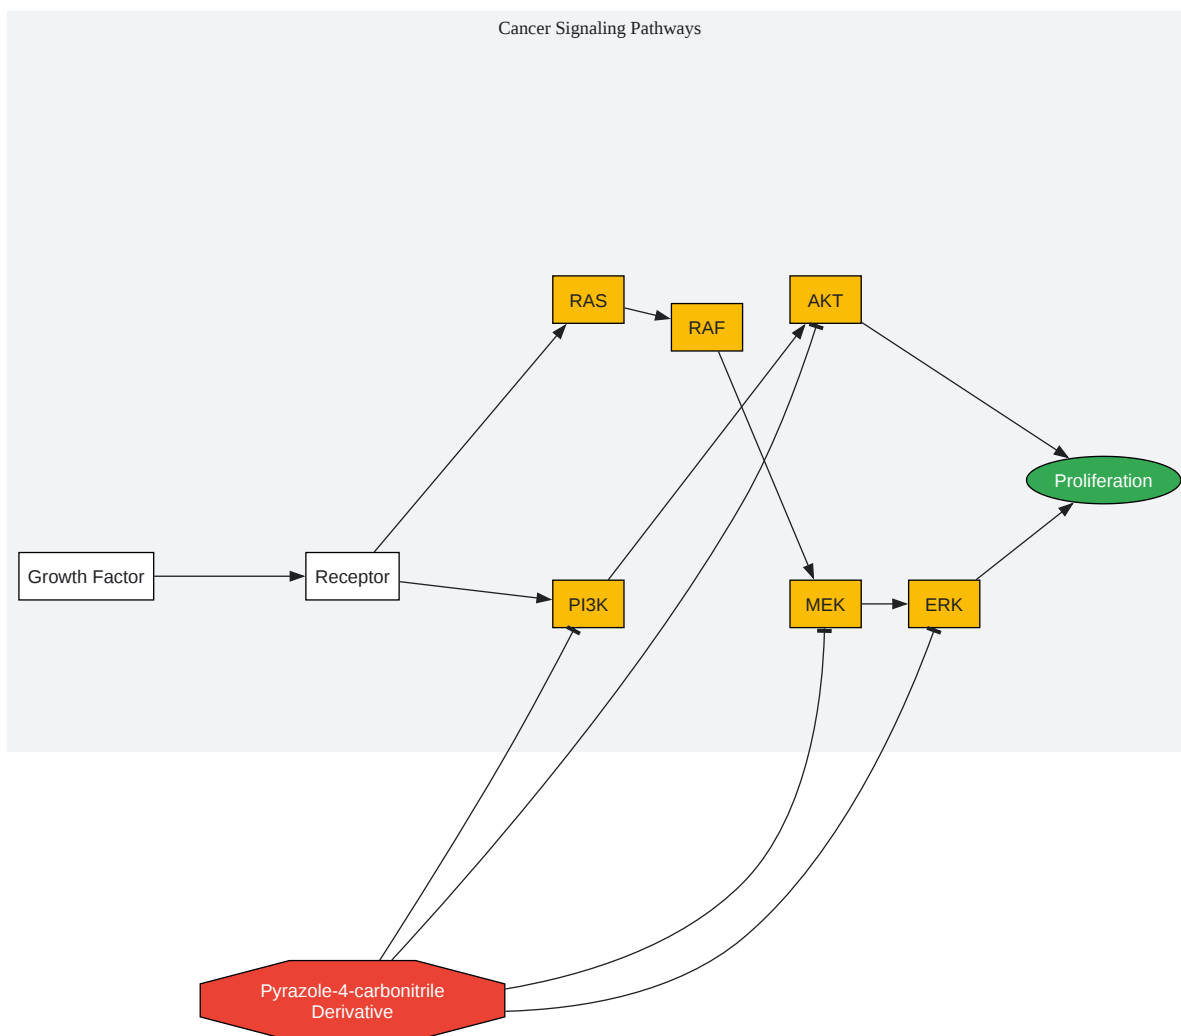 Cancer Signaling Pathways
RAS
AKT
RAF
Proliferation
Growth Factor
Receptor
PI3K
MEK
ERK
Pyrazole-4-carbonitrile
Derivative